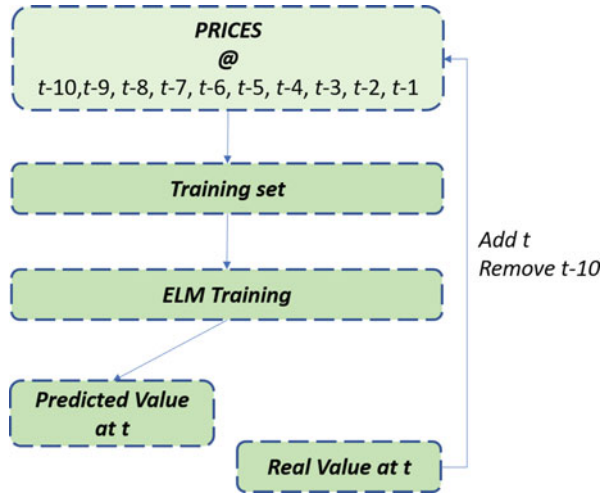 PRICES
@
t-10,t-9, t-8, t-7, t-6, t-5, t-4, t-3, t-2, t-1
Training set
ELM Training
Add t
Remove t-10
Predicted Value
at t
Real Value at t